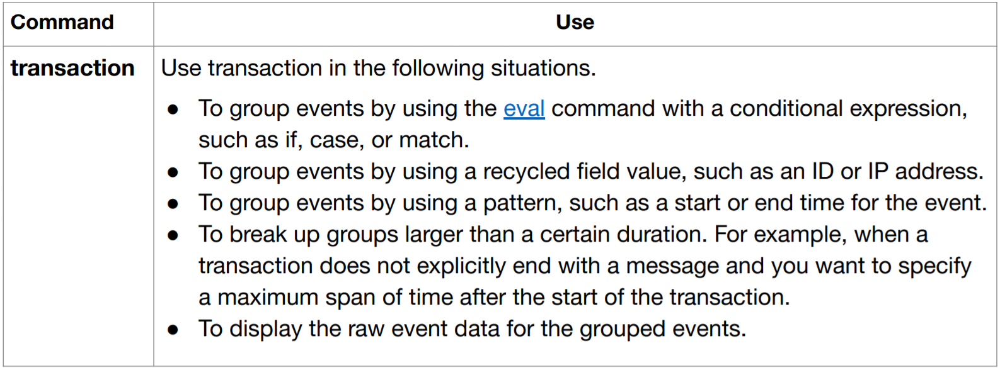 Command Use
transaction Use transaction in the following situations.
● To group events by using the eval command with a conditional expression,
such as if, case, or match.
● To group events by using a recycled field value, such as an ID or IP address.
● To group events by using a pattern, such as a start or end time for the event.
● To break up groups larger than a certain duration. For example, when a
transaction does not explicitly end with a message and you want to specify
a maximum span of time after the start of the transaction.
● To display the raw event data for the grouped events.